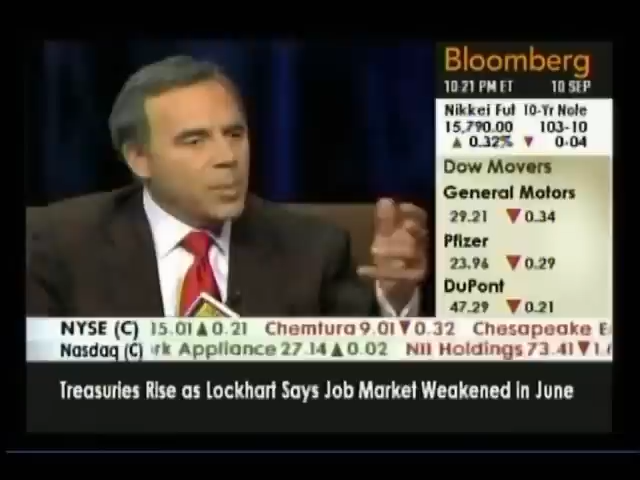 Bloomberg
10:21 PM ET 10 SEP
Nikkei Fut 10-Yr Note
15,790.00 103-10
▲ 0.32% ▼ 0-04
Dow Movers
General Motors
29.21 ▼0.34
Pfizer
23.96 ▼0.29
DuPont
47.29 ▼0.21
NYSE (C) 15.01▲0.21 Chemtura 9.01▼0.32 Chesapeake E
Nasdaq (C) rk Appliance 27.14▲0.02 NII Holdings 73.41▼1.
Treasuries Rise as Lockhart Says Job Market Weakened in June